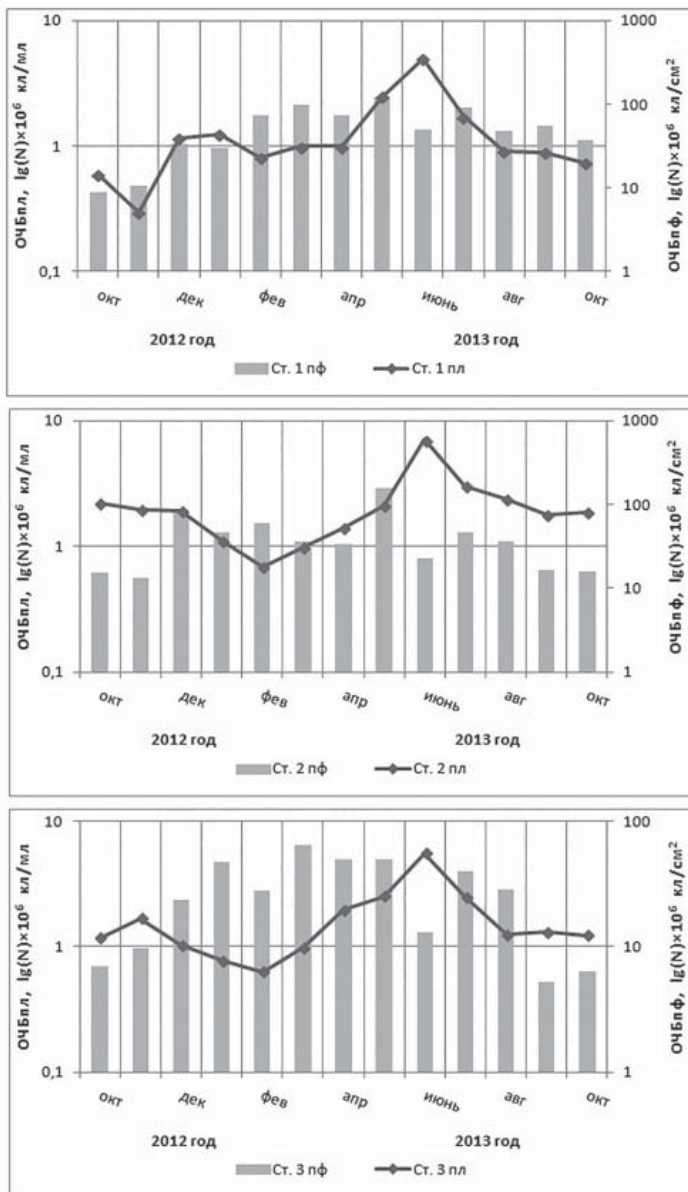 10
1
0,1
ОЧБпл, lg(N)×10⁶ кл/мл
1000
100
10
1
ОЧБпф, lg(N)×10⁶ кл/см²
окт дек фев апр июнь авг окт
2012 год 2013 год
Ст. 1 пф Ст. 1 пл
10
1
0,1
ОЧБпл, lg(N)×10⁶ кл/мл
1000
100
10
1
ОЧБпф, lg(N)×10⁶ кл/см²
окт дек фев апр июнь авг окт
2012 год 2013 год
Ст. 2 пф Ст. 2 пл
10
1
0,1
ОЧБпл, lg(N)×10⁶ кл/мл
100
10
1
ОЧБпф, lg(N)×10⁶ кл/см²
окт дек фев апр июнь авг окт
2012 год 2013 год
Ст. 3 пф Ст. 3 пл